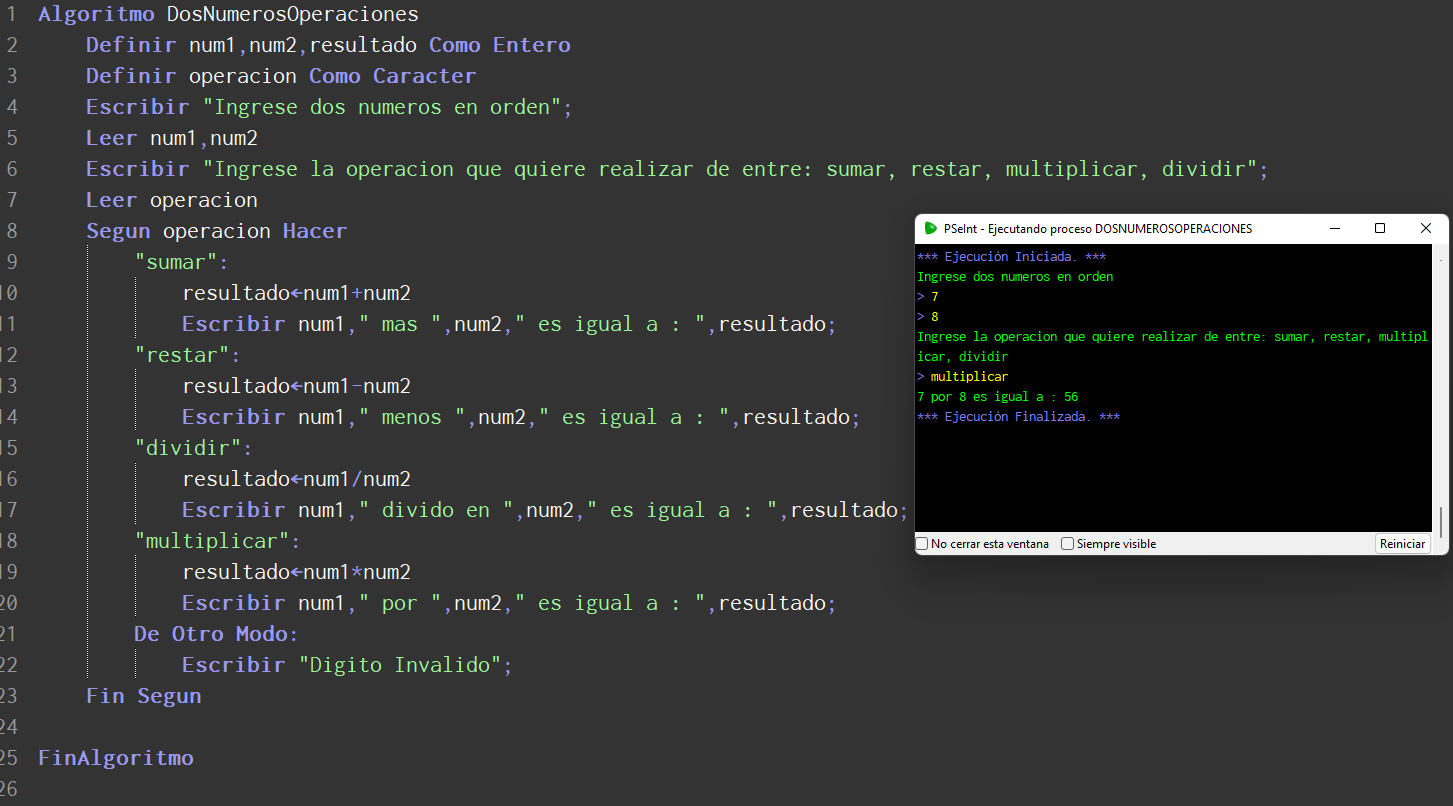 1 Algoritmo DosNumerosOperaciones
2 Definir num1,num2,resultado Como Entero
3 Definir operacion Como Caracter
4 Escribir "Ingrese dos numeros en orden";
5 Leer num1,num2
6 Escribir "Ingrese la operacion que quiere realizar de entre: sumar, restar, multiplicar, dividir";
7 Leer operacion
8 Segun operacion Hacer
9 "sumar":
10 resultado←num1+num2
11 Escribir num1," mas ",num2," es igual a : ",resultado;
12 "restar":
13 resultado←num1-num2
14 Escribir num1," menos ",num2," es igual a : ",resultado;
15 "dividir":
16 resultado←num1/num2
17 Escribir num1," divido en ",num2," es igual a : ",resultado;
18 "multiplicar":
19 resultado←num1*num2
20 Escribir num1," por ",num2," es igual a : ",resultado;
21 De Otro Modo:
22 Escribir "Digito Invalido";
23 Fin Segun
24
25 FinAlgoritmo
26
PSeInt - Ejecutando proceso DOSNUMEROSOPERACIONES
*** Ejecución Iniciada. ***
Ingrese dos numeros en orden
> 7
> 8
Ingrese la operacion que quiere realizar de entre: sumar, restar, multipl
icar, dividir
> multiplicar
7 por 8 es igual a : 56
*** Ejecución Finalizada. ***
No cerrar esta ventana Siempre visible Reiniciar